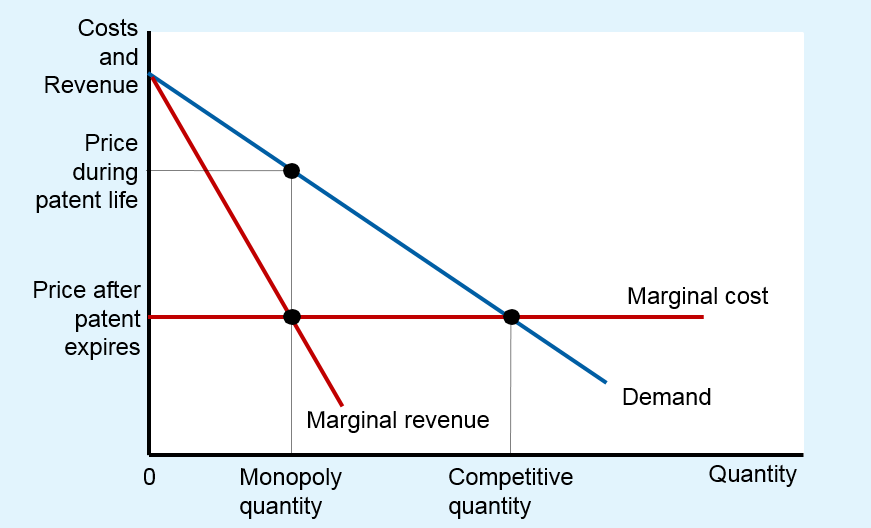 Costs
and
Revenue
Price
during
patent life
Price after
patent
expires
Marginal cost
Demand
Marginal revenue
0
Monopoly
quantity
Competitive
quantity
Quantity